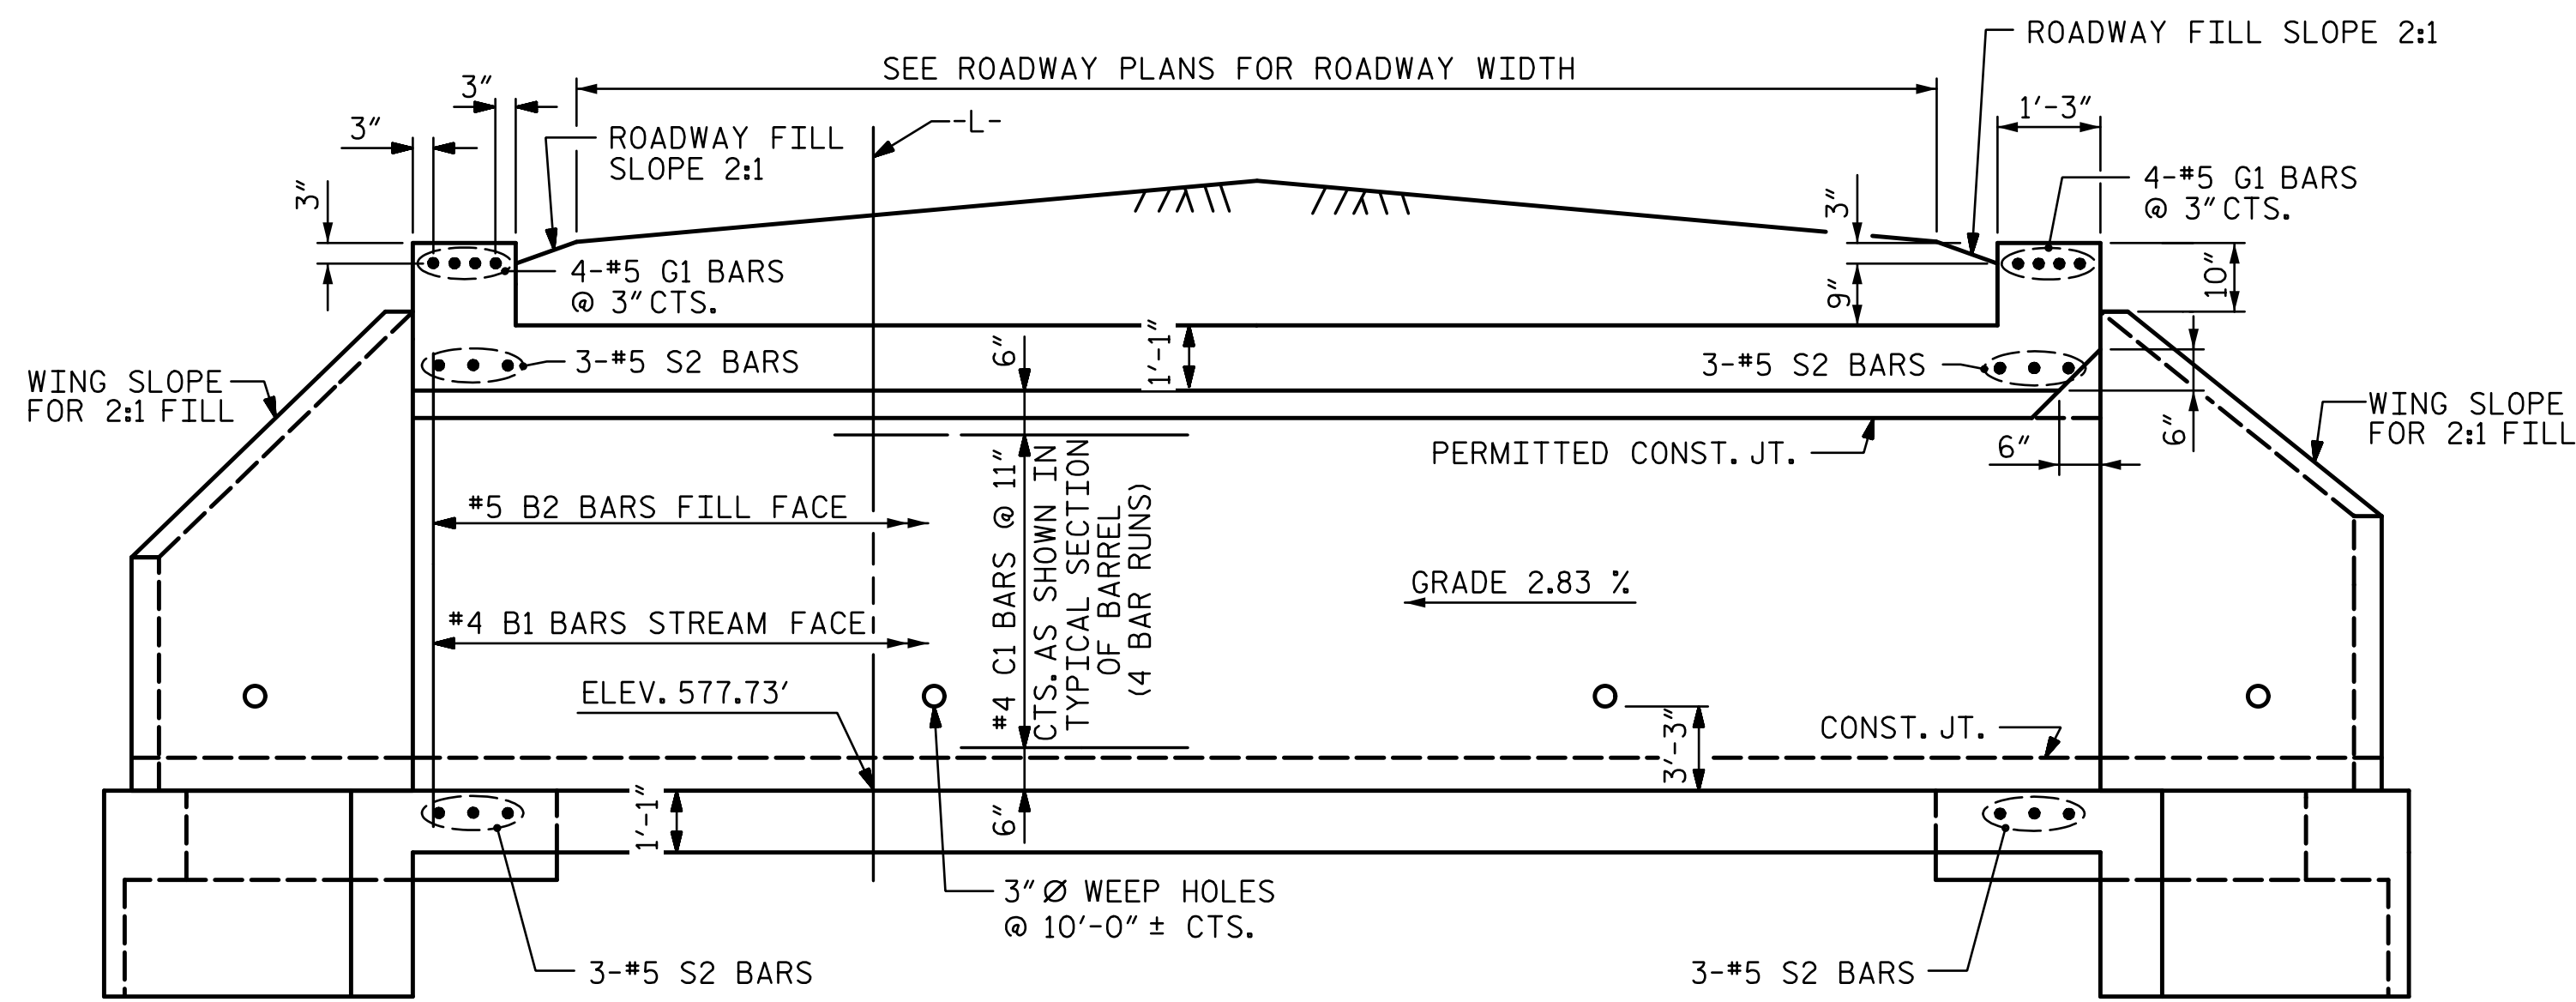 ROADWAY FILL SLOPE 2:1
SEE ROADWAY PLANS FOR ROADWAY WIDTH
3"
3"
1'-3"
--L-
ROADWAY FILL
SLOPE 2:1
3"
3"
4-#5 G1 BARS
@ 3" CTS.
4-#5 G1 BARS
@ 3" CTS.
10"
9"
6"
1'-1"
3-#5 S2 BARS
3-#5 S2 BARS
WING SLOPE
FOR 2:1 FILL
WING SLOPE
FOR 2:1 FILL
PERMITTED CONST. JT.
6"
6"
#5 B2 BARS FILL FACE
#4 C1 BARS @ 11"
CTS. AS SHOWN IN
TYPICAL SECTION
OF BARREL
(4 BAR RUNS)
GRADE 2.83 %
#4 B1 BARS STREAM FACE
ELEV. 577.73'
3'-3"
CONST. JT.
1'-1"
6"
3" Ø WEEP HOLES
@ 10'-0" ± CTS.
3-#5 S2 BARS
3-#5 S2 BARS